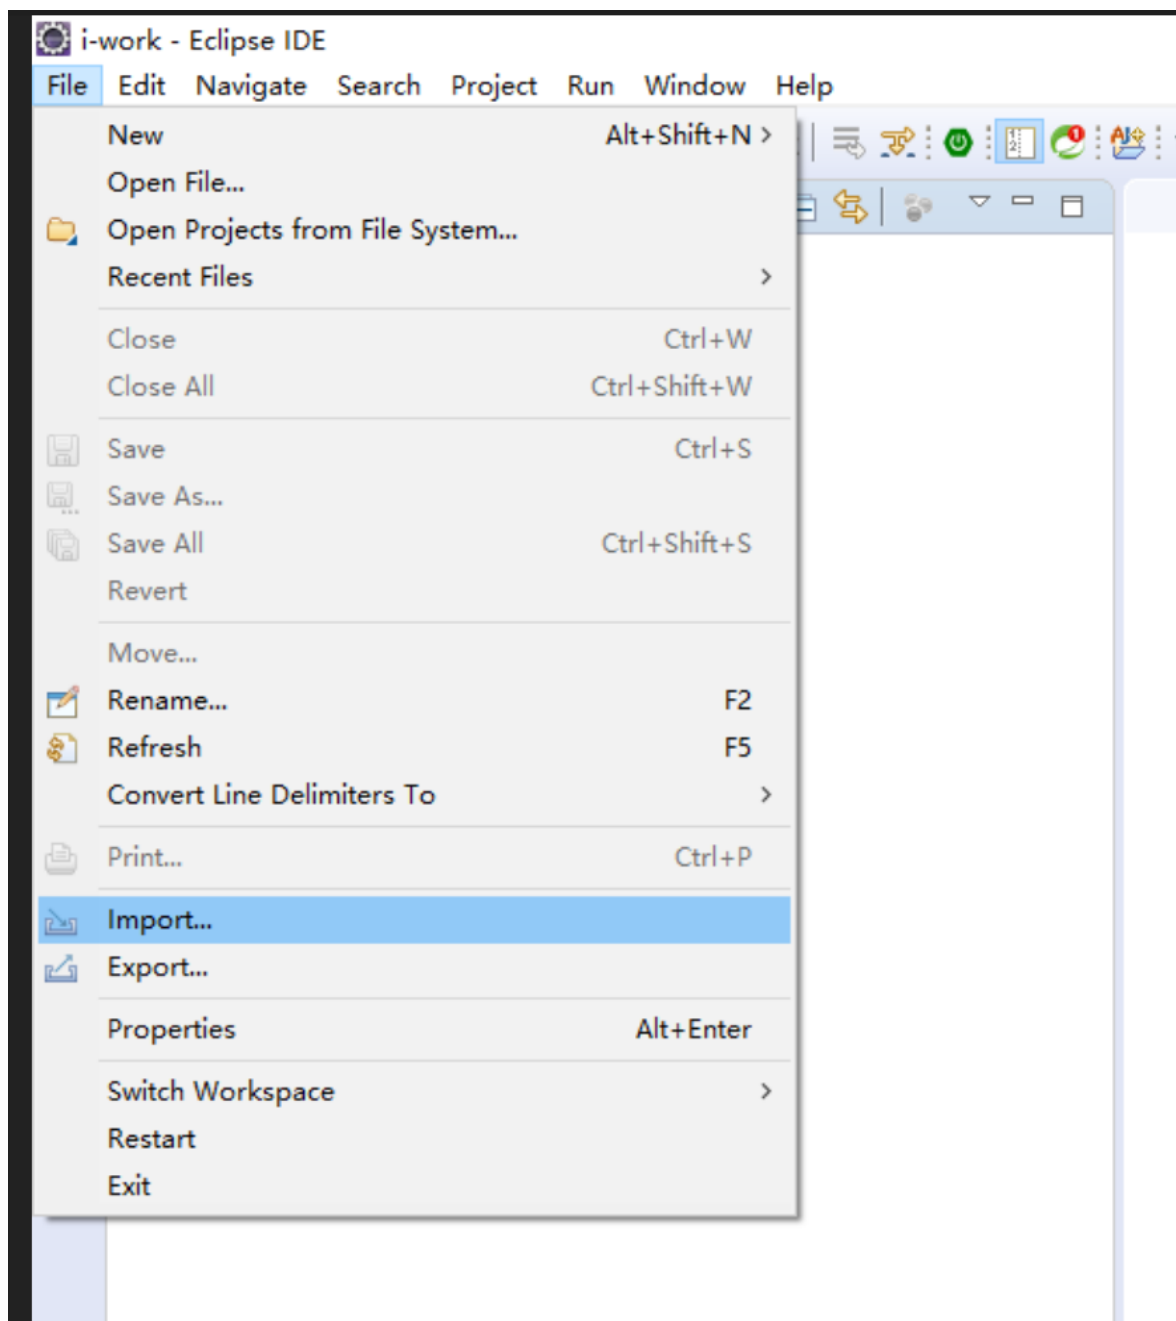 i-work - Eclipse IDE
File Edit Navigate Search Project Run Window Help
New Alt+Shift+N >
Open File...
Open Projects from File System...
Recent Files >
Close Ctrl+W
Close All Ctrl+Shift+W
Save Ctrl+S
Save As...
Save All Ctrl+Shift+S
Revert
Move...
Rename... F2
Refresh F5
Convert Line Delimiters To >
Print... Ctrl+P
Import...
Export...
Properties Alt+Enter
Switch Workspace >
Restart
Exit